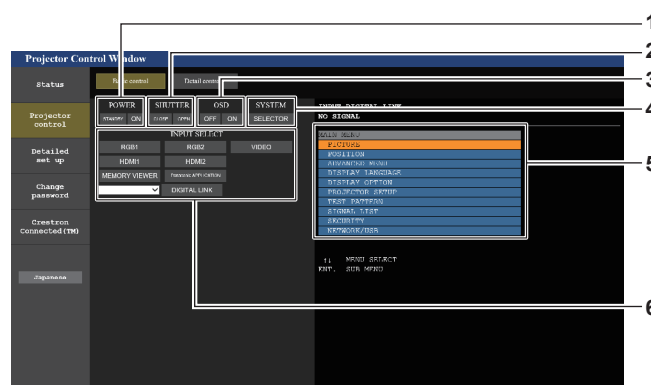 1
2
3
4
5
6
Projector Control Window
Status
Projector
control
Detailed
set up
Change
password
Crestron
Connected(TM)
Japanese
Basic control
Detail control
POWER
STANDBY ON
SHUTTER
CLOSE OPEN
OSD
OFF ON
SYSTEM
SELECTOR
INPUT SELECT
RGB1 RGB2 VIDEO
HDMI1 HDMI2
MEMORY VIEWER Panasonic APPLICATION
DIGITAL LINK
INPUT DIGITAL LINK
NO SIGNAL
MAIN MENU
PICTURE
POSITION
ADVANCED MENU
DISPLAY LANGUAGE
DISPLAY OPTION
PROJECTOR SETUP
TEST PATTERN
SIGNAL LIST
SECURITY
NETWORK/USB
↑↓ MENU SELECT
ENT. SUB MENU